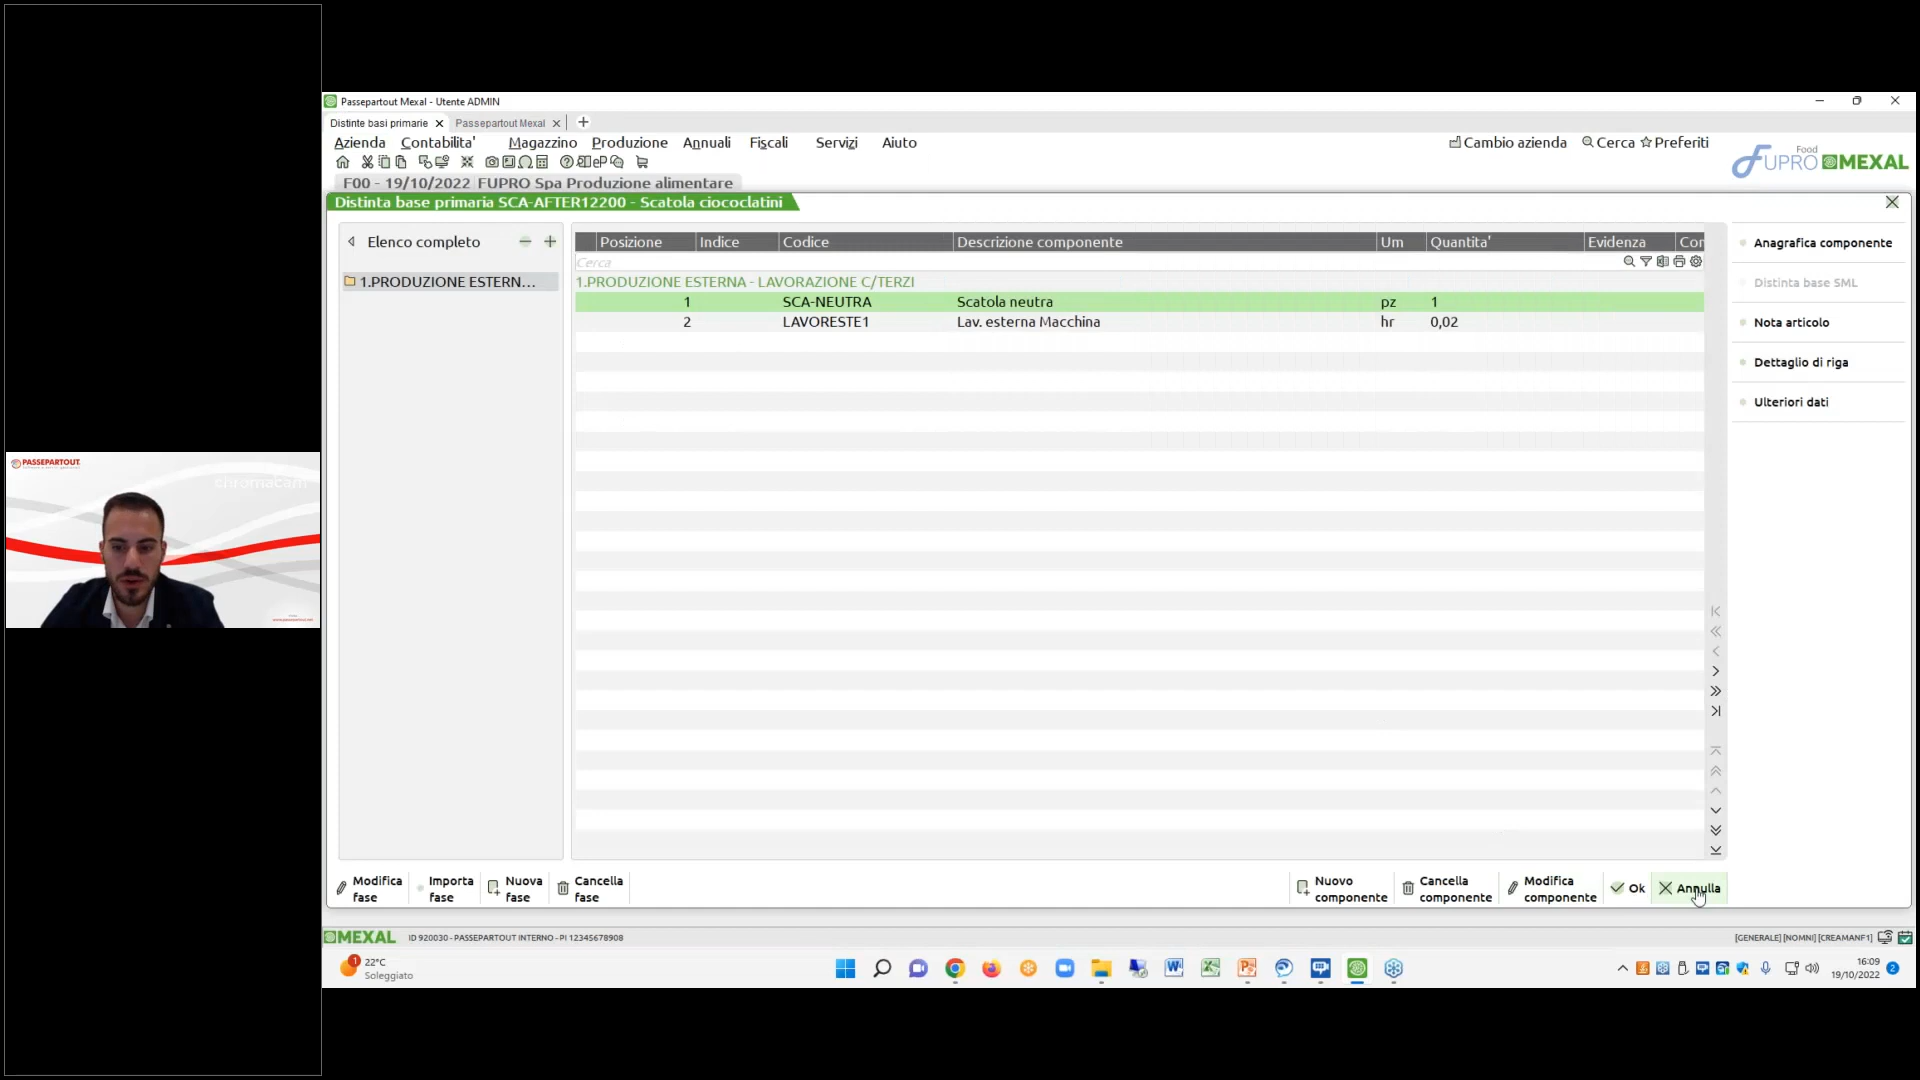 PASSEPARTOUT
chromacam
Passepartout Mexal - Utente ADMIN
Distinte basi primarie
Passepartout Mexal
Azienda Contabilita' Magazzino Produzione Annuali Fiscali Servizi Aiuto
Cambio azienda Cerca Preferiti
Food
FUPRO MEXAL
F00 - 19/10/2022 FUPRO Spa Produzione alimentare
Distinta base primaria SCA-AFTER12200 - Scatola ciococlatini
Elenco completo
1.PRODUZIONE ESTERN...
Posizione Indice Codice Descrizione componente Um Quantita' Evidenza Cor
Cerca
1.PRODUZIONE ESTERNA - LAVORAZIONE C/TERZI
1 SCA-NEUTRA Scatola neutra pz 1
2 LAVORESTE1 Lav. esterna Macchina hr 0,02
Anagrafica componente
Distinta base SML
Nota articolo
Dettaglio di riga
Ulteriori dati
Modifica fase
Importa fase
Nuova fase
Cancella fase
Nuovo componente
Cancella componente
Modifica componente
Ok
Annulla
MEXAL ID 920030 - PASSEPARTOUT INTERNO - PI 12345678908
[GENERALE] [NOMNI] [CREAMANF1]
1
22°C
Soleggiato
16:09
19/10/2022
2